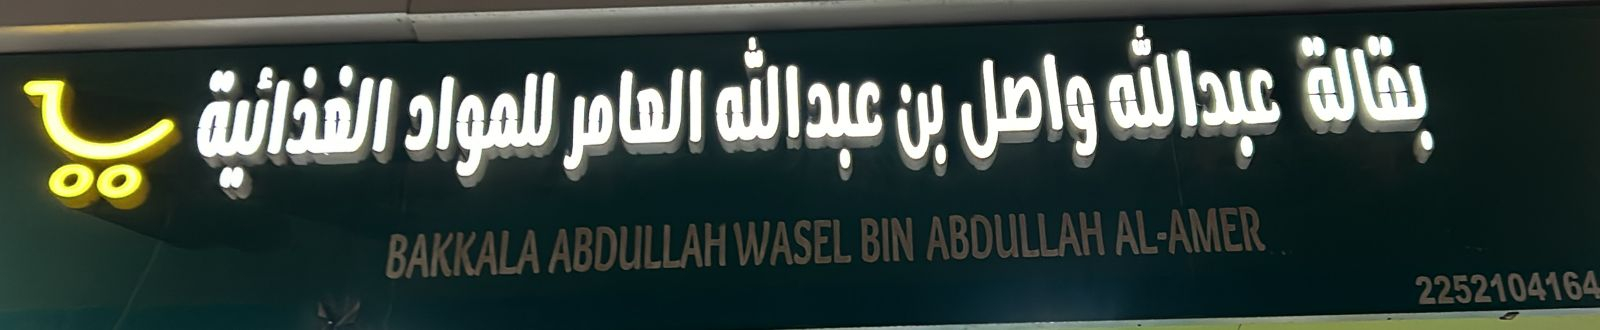 بقالة عبدالله واصل بن عبدالله العامر للمواد الغذائية
BAKKALA ABDULLAH WASEL BIN ABDULLAH AL-AMER
2252104164